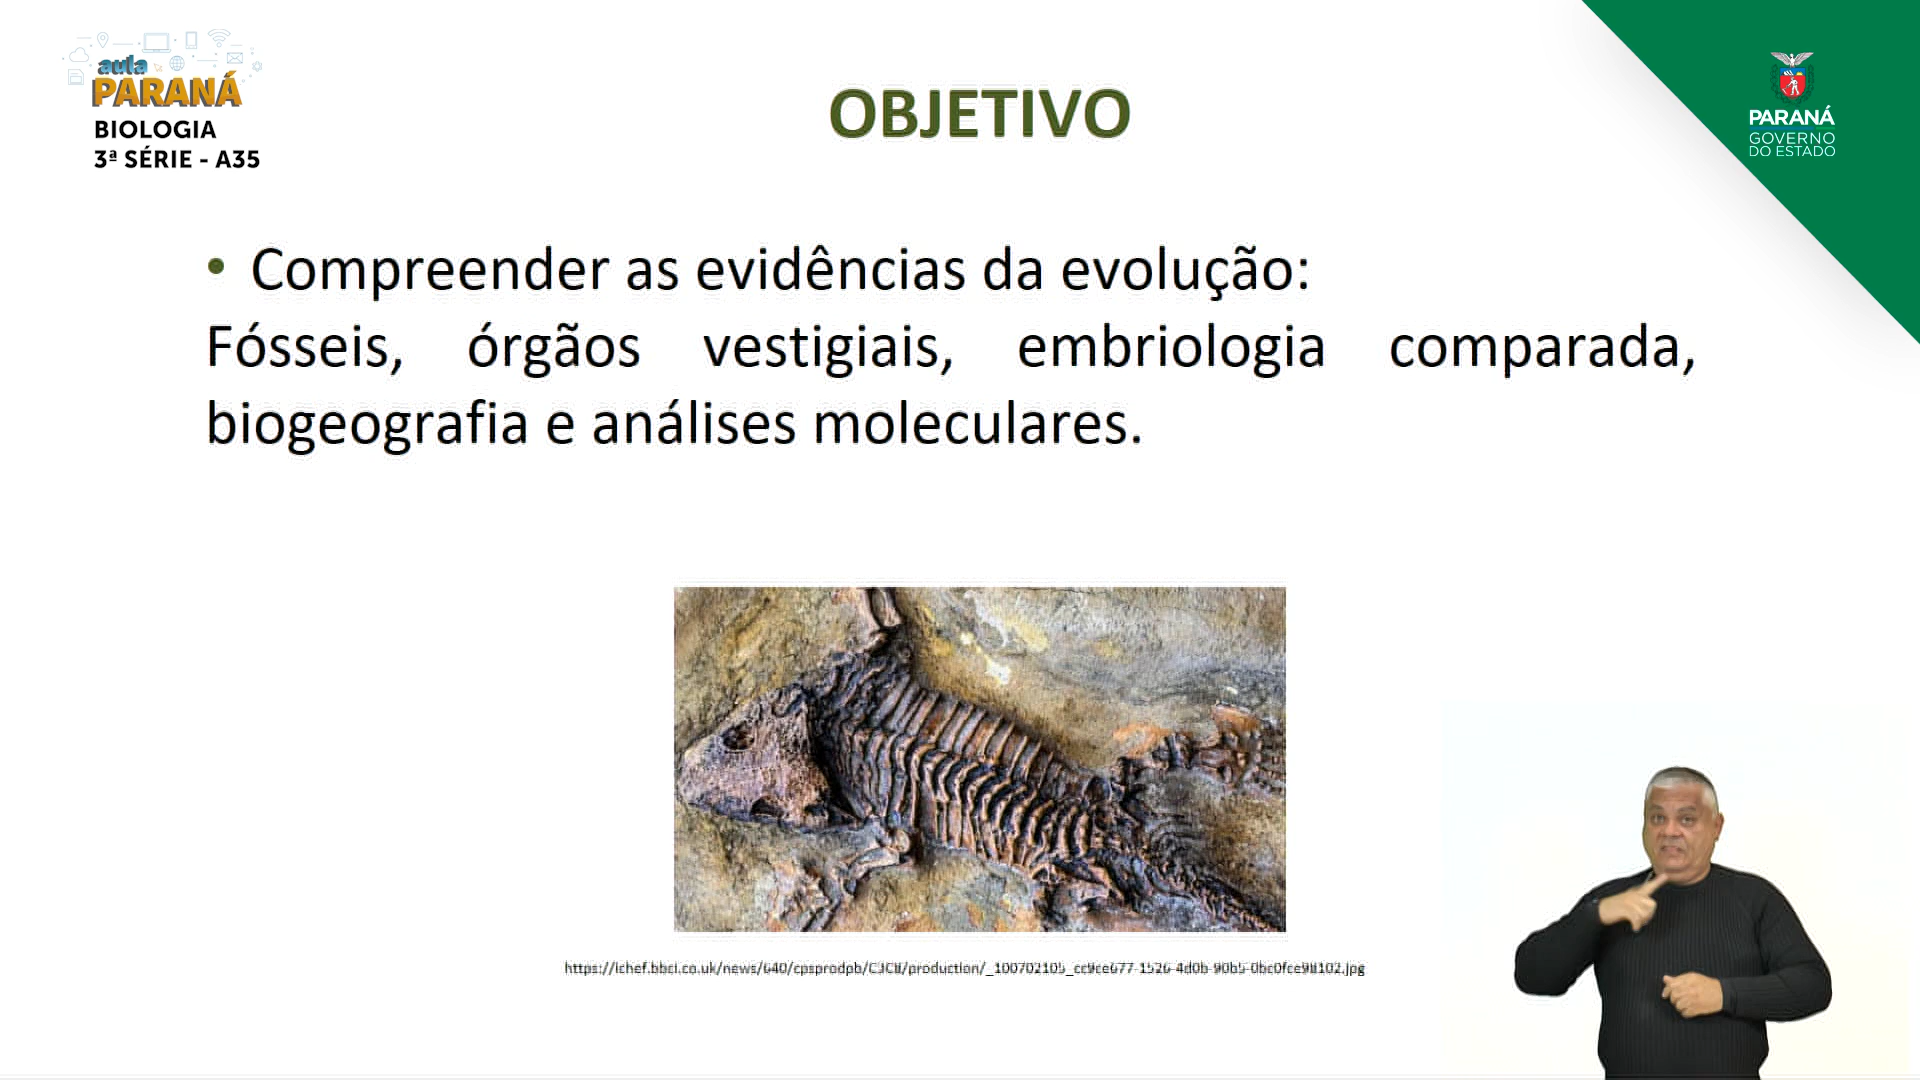 aula
PARANÁ
BIOLOGIA
3ª SÉRIE - A35
OBJETIVO
PARANÁ
GOVERNO
DO ESTADO
• Compreender as evidências da evolução:
Fósseis, órgãos vestigiais, embriologia comparada,
biogeografia e análises moleculares.